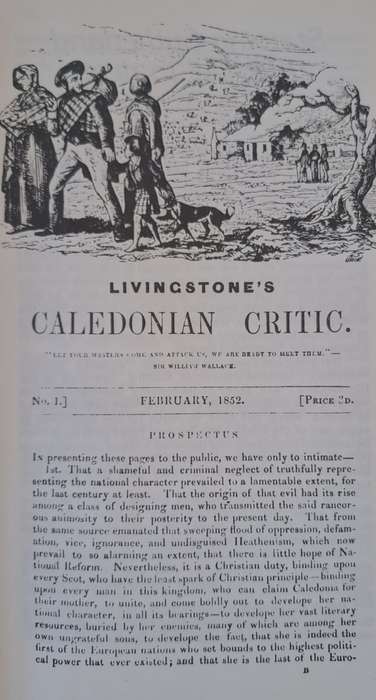 LIVINGSTONE'S
CALEDONIAN CRITIC.
"LET YOUR MASTERS COME AND ATTACK US, WE ARE READY TO MEET THEM."—
SIR WILLIAM WALLACE.
No. I.] FEBRUARY, 1852. [PRICE 2D.
PROSPECTUS
IN presenting these pages to the public, we have only to intimate—
1st. That a shameful and criminal neglect of truthfully repre-
senting the national character prevailed to a lamentable extent, for
the last century at least. That the origin of that evil had its rise
among a class of designing men, who transmitted the said rancor-
ous animosity to their posterity to the present day. That from
the same source emanated that sweeping flood of oppression, defam-
ation, vice, ignorance, and undisguised Heathenism, which now
prevail to so alarming an extent, that there is little hope of Na-
tional Reform. Nevertheless, it is a Christian duty, binding upon
every Scot, who have the least spark of Christian principle—binding
upon every man in this kingdom, who can claim Caledonia for
their mother, to unite, and come boldly out to develope her na-
tional character, in all its bearings—to develope her vast literary
resources, buried by her enemies, many of which are among her
own ungrateful sons, to develope the fact, that she is indeed the
first of the European nations who set bounds to the highest politi-
cal power that ever existed; and that she is the last of the Euro-
B